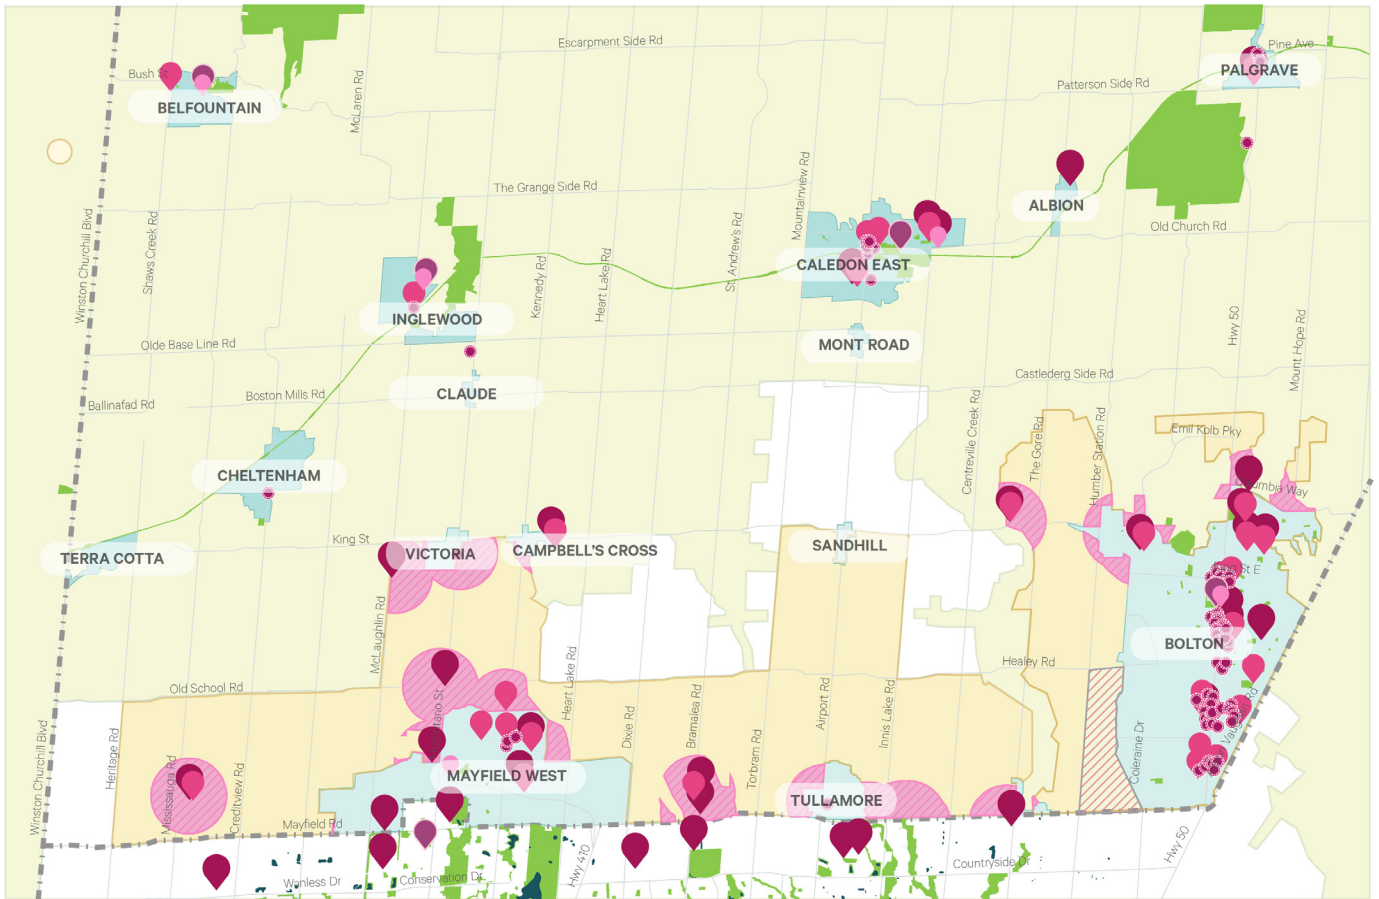 Escarpment Side Rd
Pine Ave
PALGRAVE
Bush St
Patterson Side Rd
BELFOUNTAIN
McLaren Rd
The Grange Side Rd
Mountainview Rd
ALBION
Old Church Rd
Winston Churchill Blvd
Shaws Creek Rd
St. Andrew's Rd
CALEDON EAST
Kennedy Rd
Heart Lake Rd
INGLEWOOD
Hwy 50
Mount Hope Rd
Olde Base Line Rd
MONT ROAD
Castlederg Side Rd
Boston Mills Rd
CLAUDE
Ballinafad Rd
Centreville Creek Rd
The Gore Rd
Humber Station Rd
Emil Kolb Pky
CHELTENHAM
Columbia Way
King St
TERRA COTTA
VICTORIA
CAMPBELL'S CROSS
SANDHILL
St E
McLaughlin Rd
BOLTON
Healey Rd
Old School Rd
Heart Lake Rd
Dixie Rd
Bramalea Rd
Torbram Rd
Airport Rd
Innis Lake Rd
Coleraine Dr
Winston Churchill Blvd
Heritage Rd
Mississauga Rd
Creditview Rd
MAYFIELD WEST
TULLAMORE
Mayfield Rd
Hwy 410
Hwy 50
Countryside Dr
Wanless Dr
Conservation Dr